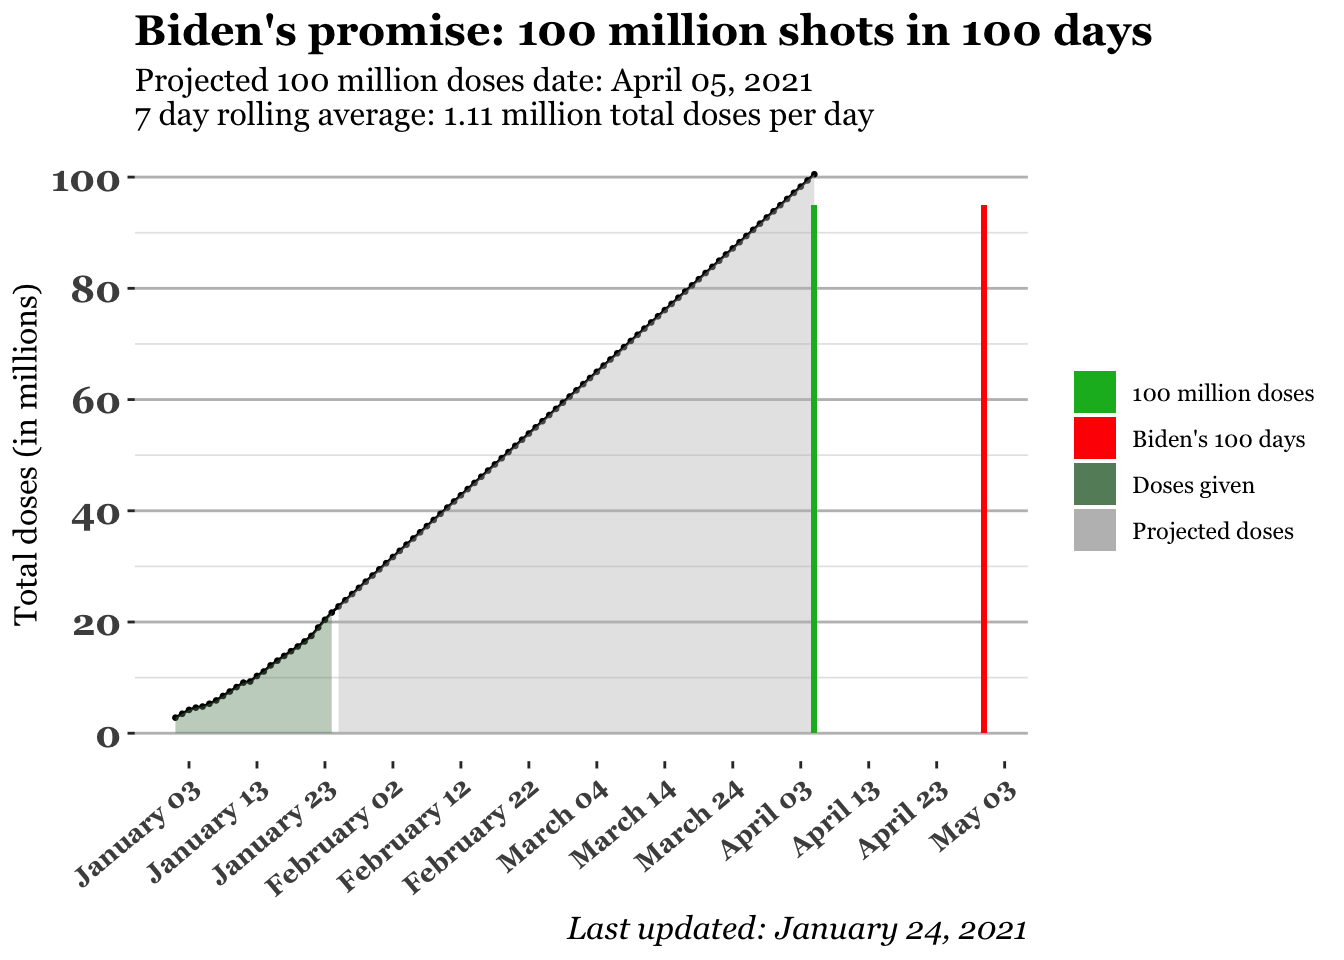 Biden's promise: 100 million shots in 100 days
Projected 100 million doses date: April 05, 2021
7 day rolling average: 1.11 million total doses per day
Total doses (in millions)
100
80
60
40
20
0
January 03
January 13
January 23
February 02
February 12
February 22
March 04
March 14
March 24
April 03
April 13
April 23
May 03
100 million doses
Biden's 100 days
Doses given
Projected doses
Last updated: January 24, 2021